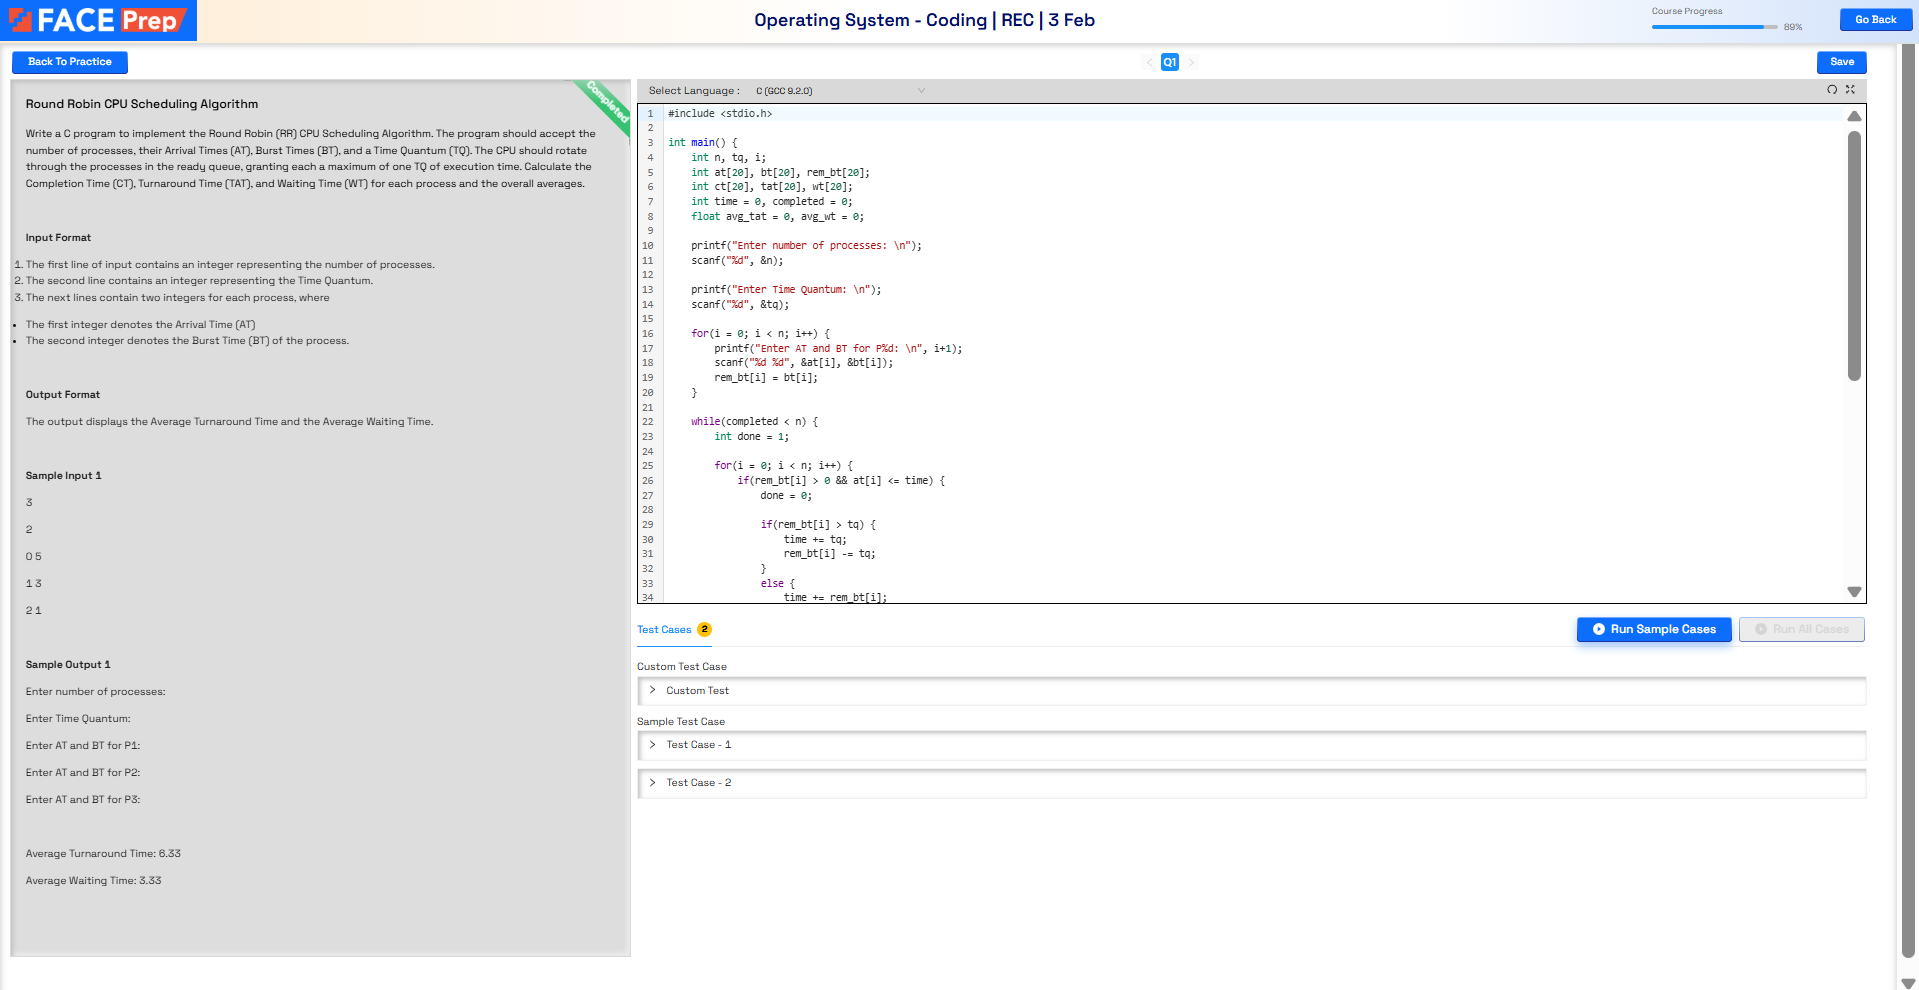 FACE Prep
Operating System - Coding | REC | 3 Feb
Course Progress
89%
Go Back
Back To Practice
Q1
Save
Completed
Round Robin CPU Scheduling Algorithm
Write a C program to implement the Round Robin (RR) CPU Scheduling Algorithm. The program should accept the
number of processes, their Arrival Times (AT), Burst Times (BT), and a Time Quantum (TQ). The CPU should rotate
through the processes in the ready queue, granting each a maximum of one TQ of execution time. Calculate the
Completion Time (CT), Turnaround Time (TAT), and Waiting Time (WT) for each process and the overall averages.
Input Format
1. The first line of input contains an integer representing the number of processes.
2. The second line contains an integer representing the Time Quantum.
3. The next lines contain two integers for each process, where
• The first integer denotes the Arrival Time (AT)
• The second integer denotes the Burst Time (BT) of the process.
Output Format
The output displays the Average Turnaround Time and the Average Waiting Time.
Sample Input 1
3
2
0 5
1 3
2 1
Sample Output 1
Enter number of processes:
Enter Time Quantum:
Enter AT and BT for P1:
Enter AT and BT for P2:
Enter AT and BT for P3:
Average Turnaround Time: 6.33
Average Waiting Time: 3.33
Select Language : C (GCC 9.2.0)
1 #include <stdio.h>
2
3 int main() {
4 int n, tq, i;
5 int at[20], bt[20], rem_bt[20];
6 int ct[20], tat[20], wt[20];
7 int time = 0, completed = 0;
8 float avg_tat = 0, avg_wt = 0;
9
10 printf("Enter number of processes: \n");
11 scanf("%d", &n);
12
13 printf("Enter Time Quantum: \n");
14 scanf("%d", &tq);
15
16 for(i = 0; i < n; i++) {
17 printf("Enter AT and BT for P%d: \n", i+1);
18 scanf("%d %d", &at[i], &bt[i]);
19 rem_bt[i] = bt[i];
20 }
21
22 while(completed < n) {
23 int done = 1;
24
25 for(i = 0; i < n; i++) {
26 if(rem_bt[i] > 0 && at[i] <= time) {
27 done = 0;
28
29 if(rem_bt[i] > tq) {
30 time += tq;
31 rem_bt[i] -= tq;
32 }
33 else {
34 time += rem_bt[i];
Test Cases 2
Run Sample Cases
Run All Cases
Custom Test Case
Custom Test
Sample Test Case
Test Case - 1
Test Case - 2